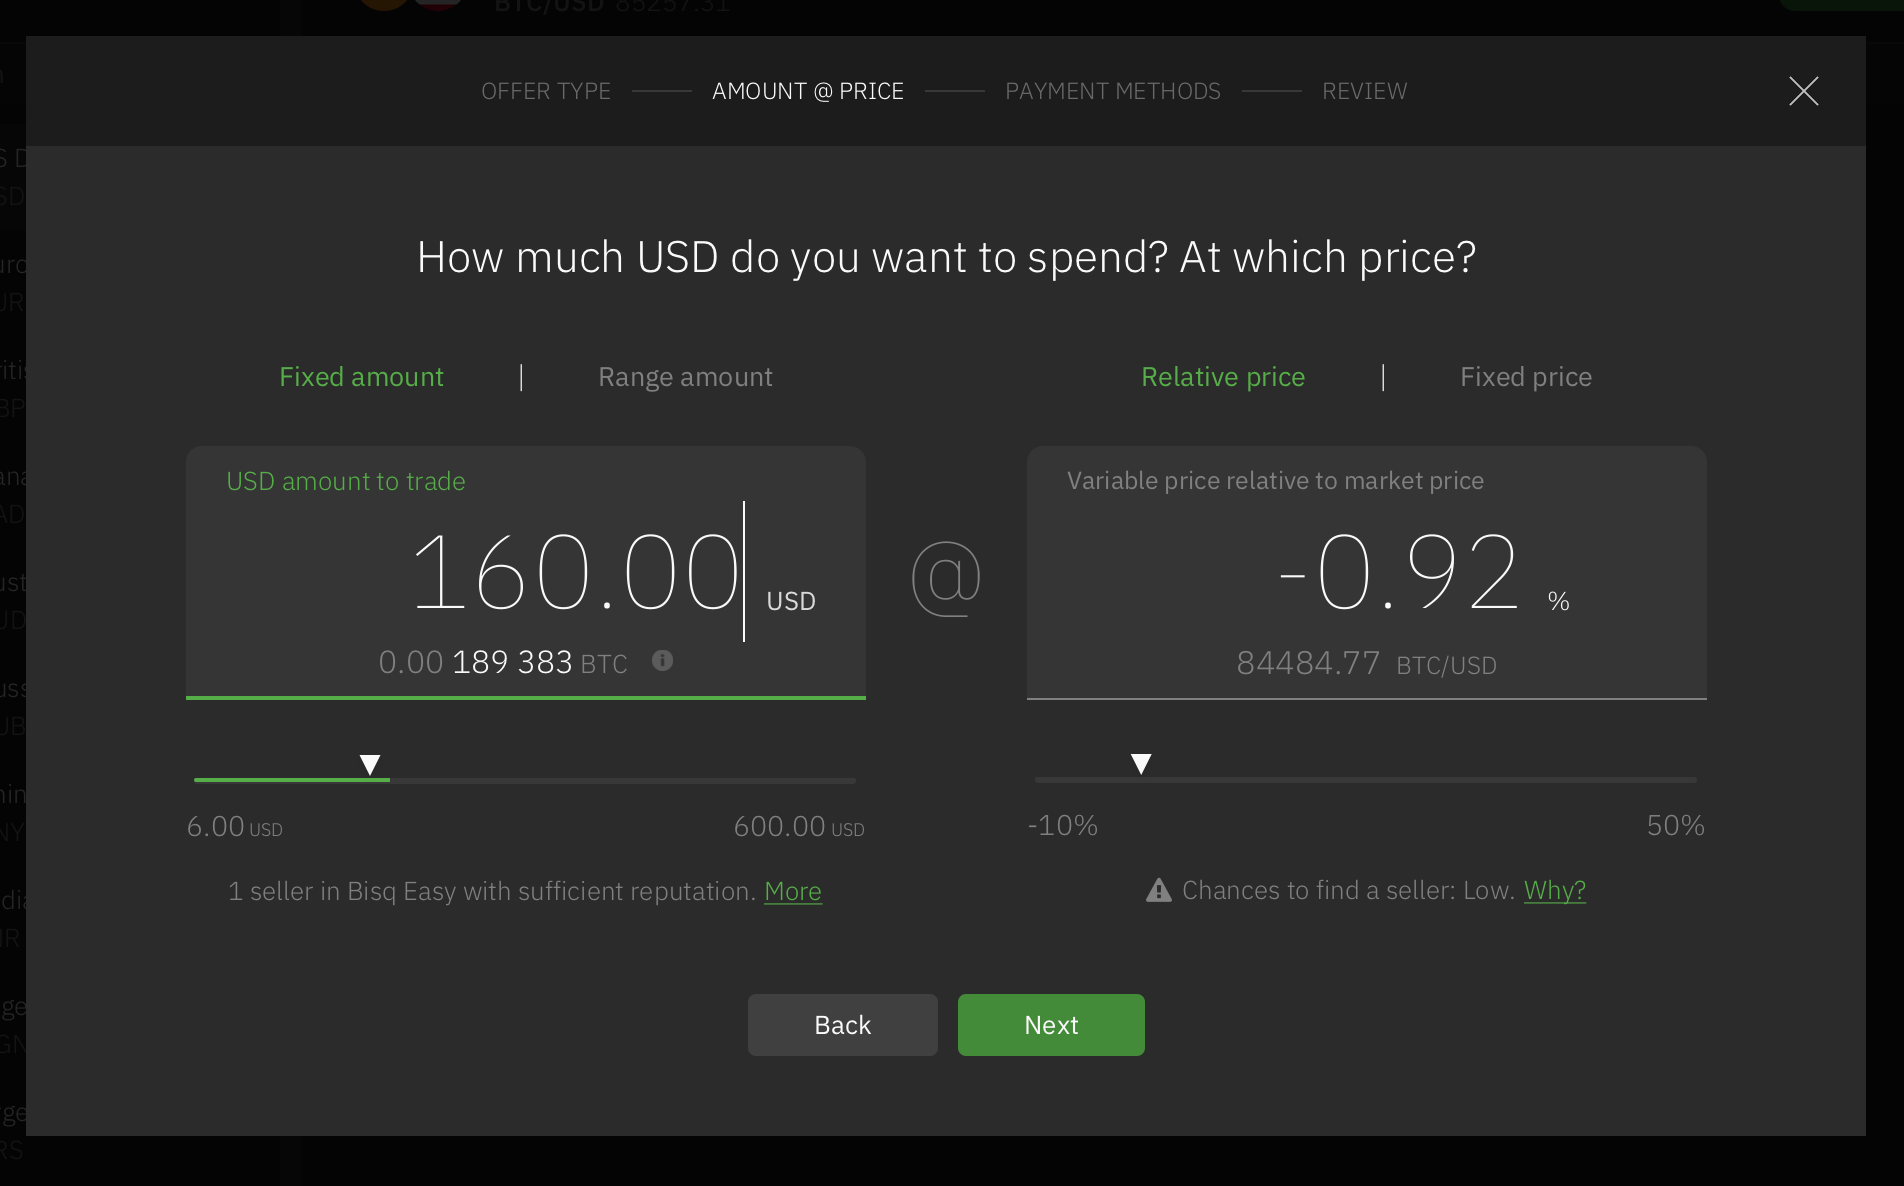 BTC/USD 85257.31
OFFER TYPE AMOUNT @ PRICE PAYMENT METHODS REVIEW
How much USD do you want to spend? At which price?
Fixed amount | Range amount
Relative price | Fixed price
USD amount to trade
160.00 USD
0.00 189 383 BTC
@
Variable price relative to market price
-0.92 %
84484.77 BTC/USD
6.00 USD 600.00 USD
-10% 50%
1 seller in Bisq Easy with sufficient reputation. More
Chances to find a seller: Low. Why?
Back Next